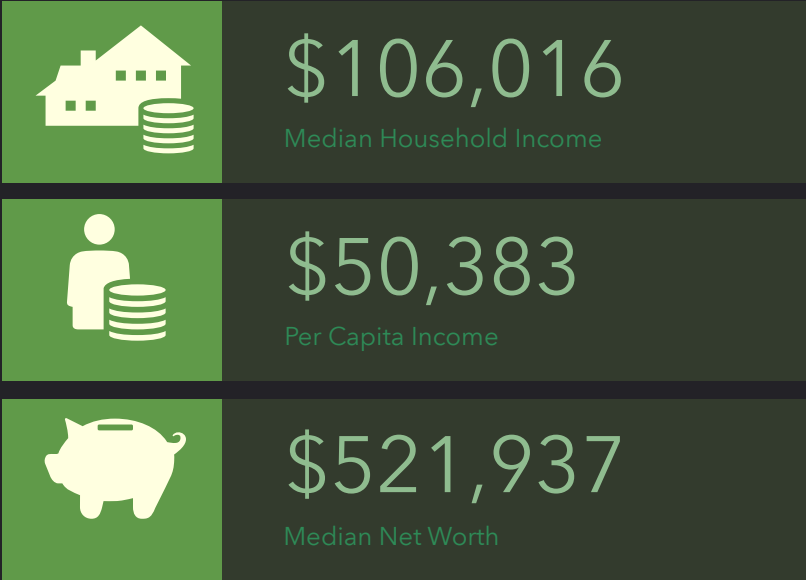 $106,016
Median Household Income
$50,383
Per Capita Income
$521,937
Median Net Worth